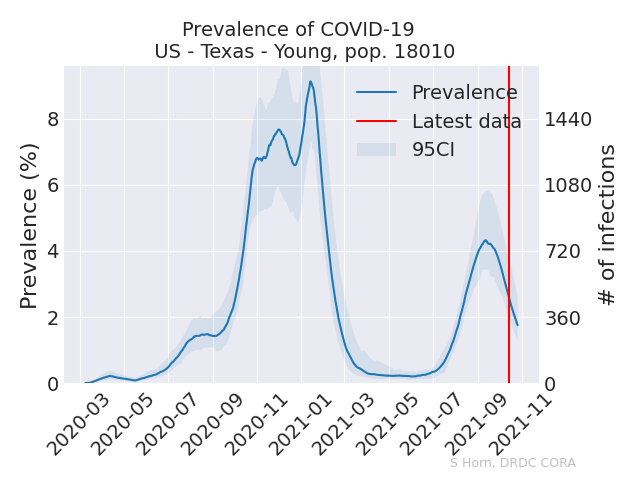 Prevalence of COVID-19
US - Texas - Young, pop. 18010
Prevalence (%)
8
6
4
2
0
Prevalence
Latest data
95CI
1440
1080
720
360
0
# of infections
2020-03
2020-05
2020-07
2020-09
2020-11
2021-01
2021-03
2021-05
2021-07
2021-09
2021-11
S Horn, DRDC CORA